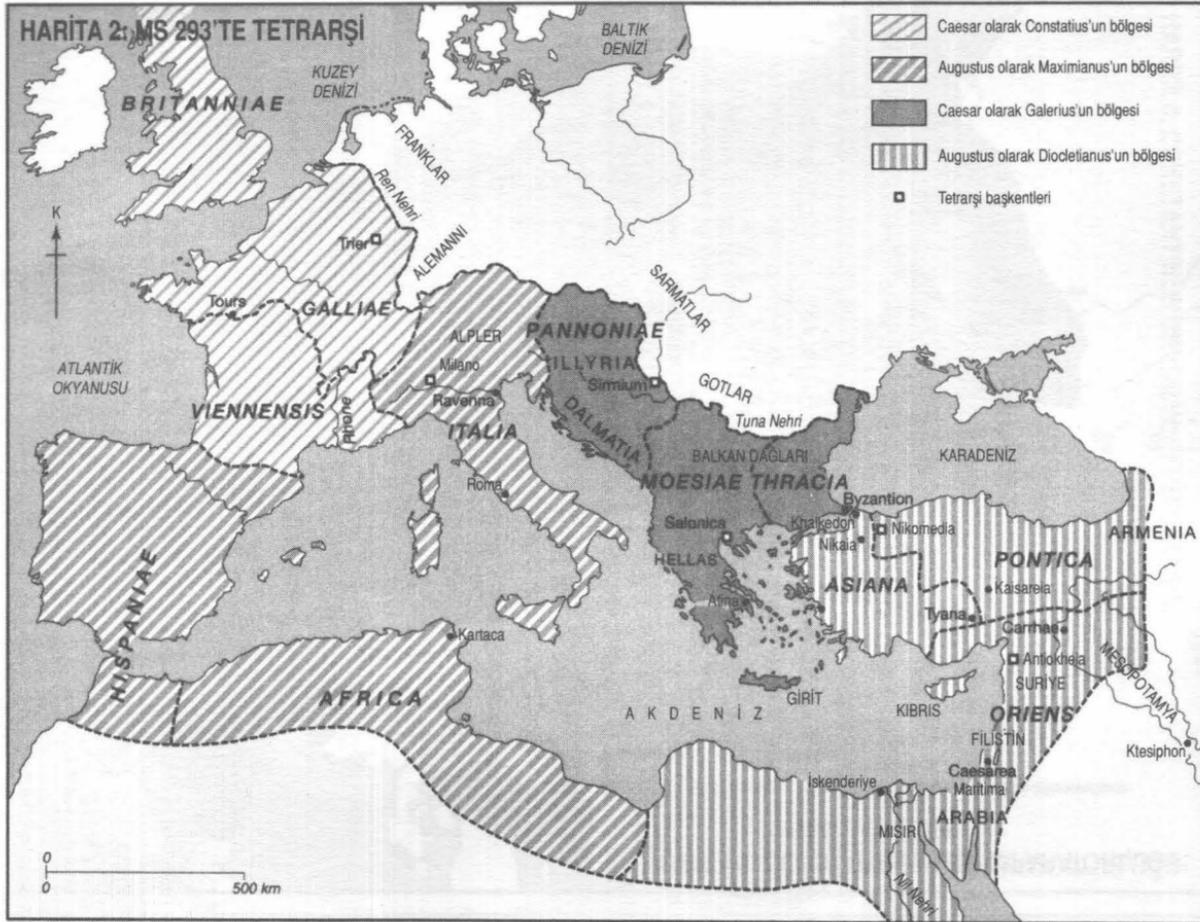 HARİTA 2: MS 293'TE TETRARŞİ
Caesar olarak Constatius'un bölgesi
Augustus olarak Maximianus'un bölgesi
Caesar olarak Galerius'un bölgesi
Augustus olarak Diocletianus'un bölgesi
Tetrarşi başkentleri
BALTIK
DENİZİ
KUZEY
DENİZİ
BRITANNIAE
FRANKLAR
Ren Nehri
K
Trier
ALEMANNI
SARMATLAR
Tours
GALLIAE
ALPLER
PANNONIAE
ILLYRIA
ATLANTİK
OKYANUSU
Milano
Sirmium
GOTLAR
VIENNENSIS
Rhone
Ravenna
ITALIA
DALMATIA
Tuna Nehri
BALKAN DAĞLARI
KARADENİZ
Roma
MOESIAE
THRACIA
Byzantion
Salonica
Khalkedon
Nikomedia
Nikaia
ARMENIA
HELLAS
PONTICA
ASIANA
Kaisareia
Atina
Tyana
Carrhae
HISPANIAE
Kartaca
Antiokheia
SURİYE
MESOPOTAMYA
AFRICA
GİRİT
KIBRIS
AKDENİZ
ORIENS
FİLİSTİN
Ktesiphon
Caesarea
Maritima
İskenderiye
ARABIA
MISIR
Nil Nehri
0
0
500 km